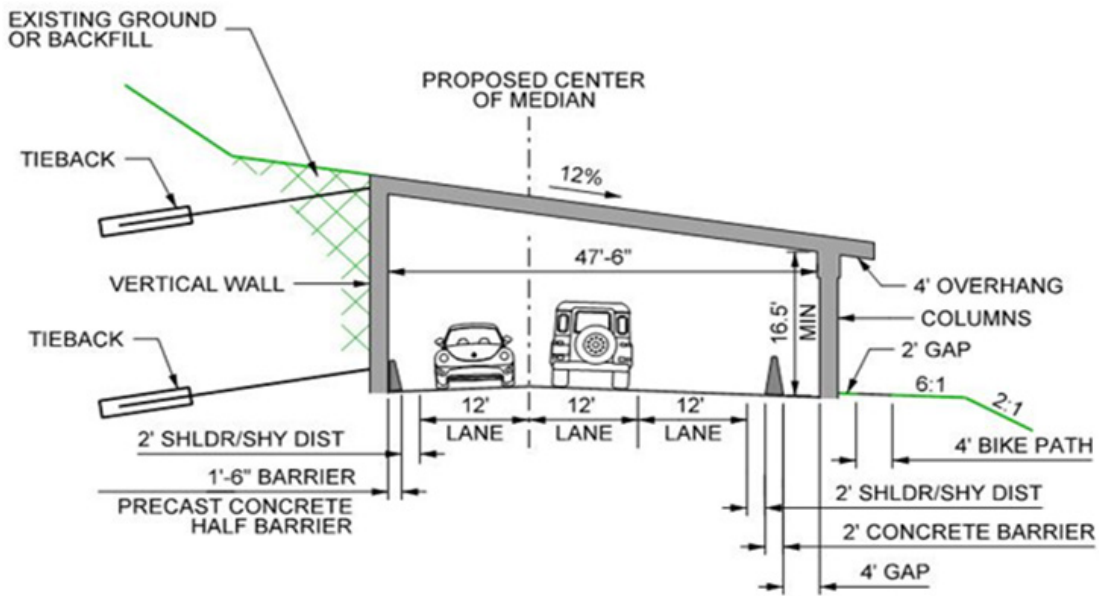 EXISTING GROUND
OR BACKFILL
PROPOSED CENTER
OF MEDIAN
TIEBACK
12%
47'-6"
VERTICAL WALL
4' OVERHANG
16.5'
MIN
COLUMNS
TIEBACK
2' GAP
6:1
2:1
12'
LANE
12'
LANE
12'
LANE
2' SHLDR/SHY DIST
4' BIKE PATH
1'-6" BARRIER
PRECAST CONCRETE
HALF BARRIER
2' SHLDR/SHY DIST
2' CONCRETE BARRIER
4' GAP